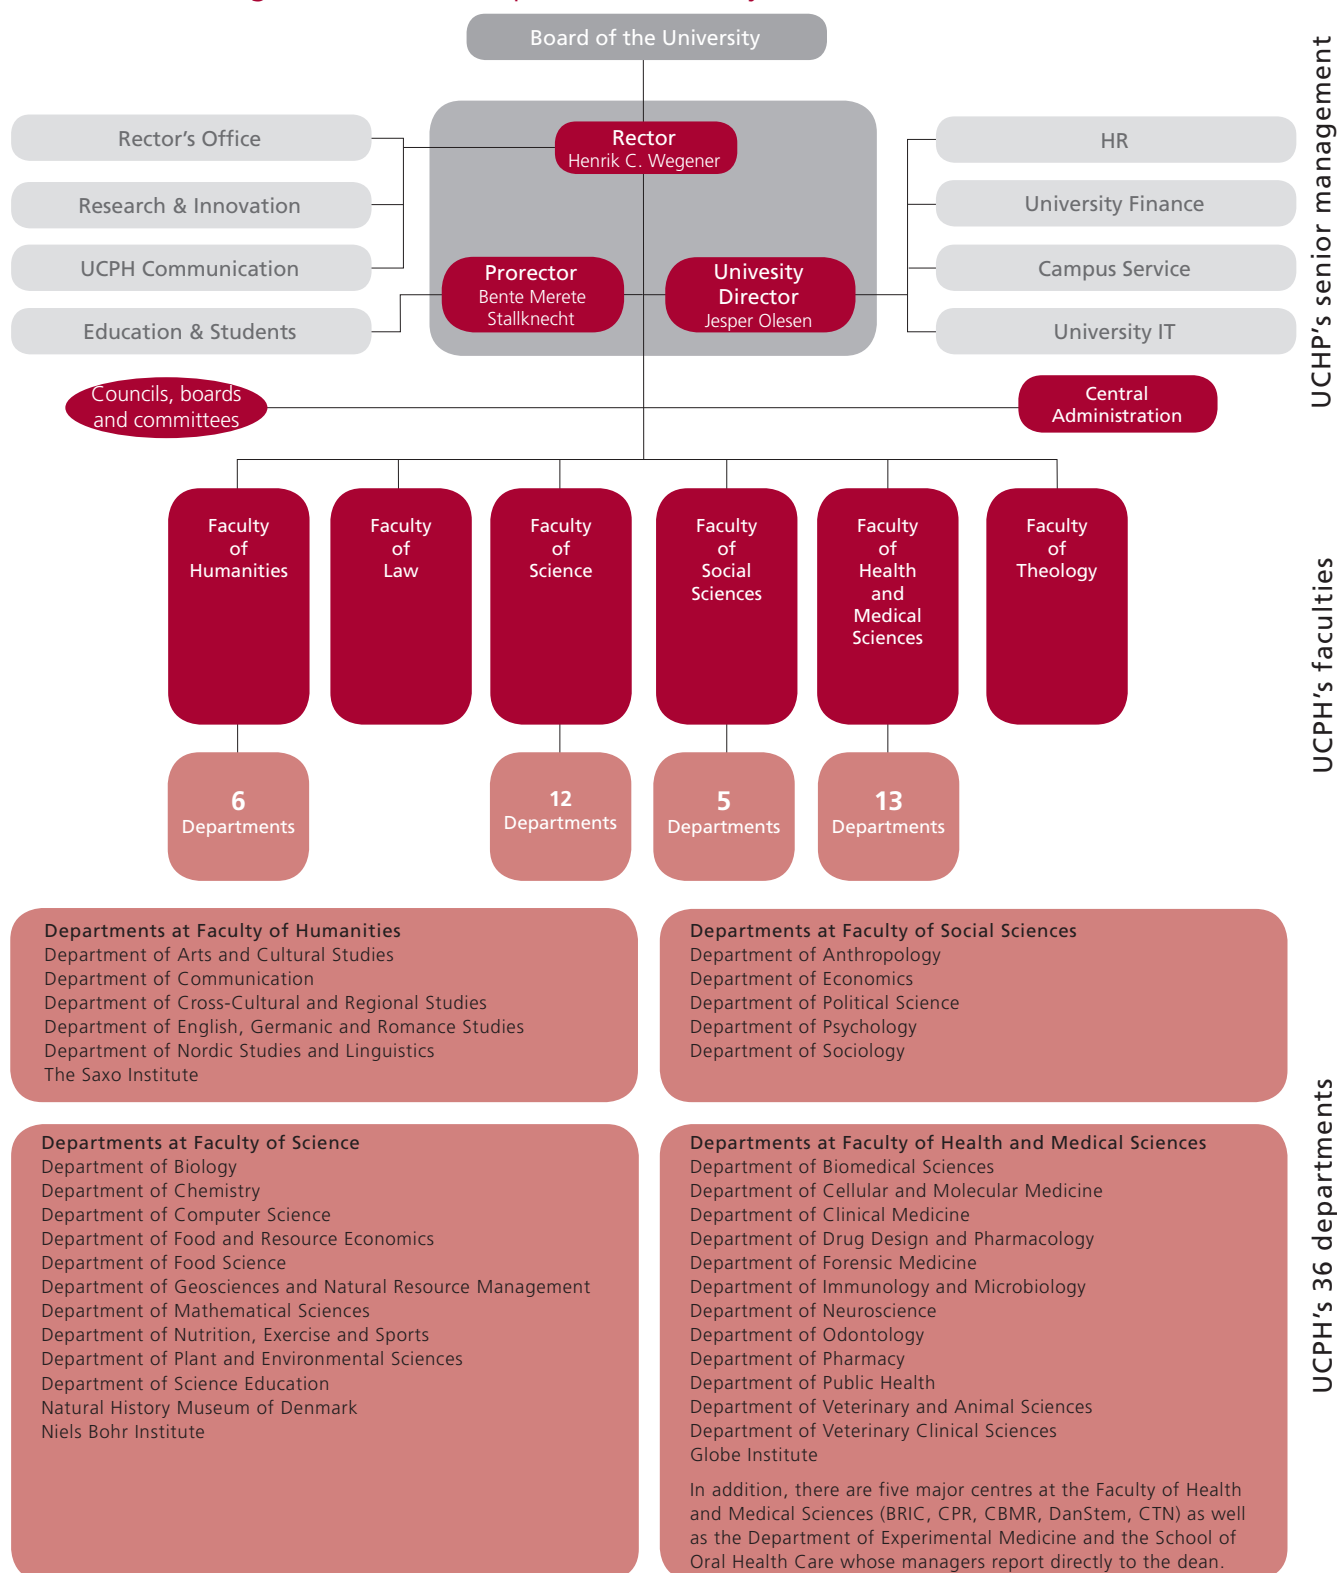 Board of the University
Rector
Henrik C. Wegener
Rector's Office
Research & Innovation
UCPH Communication
Education & Students
Prorector
Bente Merete
Stallknecht
Univesity
Director
Jesper Olesen
HR
University Finance
Campus Service
University IT
UCHP's senior management
Councils, boards
and committees
Central
Administration
Faculty
of
Humanities
Faculty
of
Law
Faculty
of
Science
Faculty
of
Social
Sciences
Faculty
of
Health
and
Medical
Sciences
Faculty
of
Theology
UCPH's faculties
6
Departments
12
Departments
5
Departments
13
Departments
Departments at Faculty of Humanities
Department of Arts and Cultural Studies
Department of Communication
Department of Cross-Cultural and Regional Studies
Department of English, Germanic and Romance Studies
Department of Nordic Studies and Linguistics
The Saxo Institute
Departments at Faculty of Social Sciences
Department of Anthropology
Department of Economics
Department of Political Science
Department of Psychology
Department of Sociology
Departments at Faculty of Science
Department of Biology
Department of Chemistry
Department of Computer Science
Department of Food and Resource Economics
Department of Food Science
Department of Geosciences and Natural Resource Management
Department of Mathematical Sciences
Department of Nutrition, Exercise and Sports
Department of Plant and Environmental Sciences
Department of Science Education
Natural History Museum of Denmark
Niels Bohr Institute
Departments at Faculty of Health and Medical Sciences
Department of Biomedical Sciences
Department of Cellular and Molecular Medicine
Department of Clinical Medicine
Department of Drug Design and Pharmacology
Department of Forensic Medicine
Department of Immunology and Microbiology
Department of Neuroscience
Department of Odontology
Department of Pharmacy
Department of Public Health
Department of Veterinary and Animal Sciences
Department of Veterinary Clinical Sciences
Globe Institute
In addition, there are five major centres at the Faculty of Health
and Medical Sciences (BRIC, CPR, CBMR, DanStem, CTN) as well
as the Department of Experimental Medicine and the School of
Oral Health Care whose managers report directly to the dean.
UCPH's 36 departments